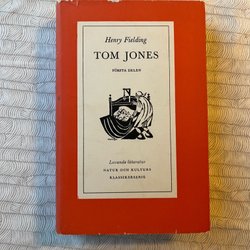 Henry Fielding
TOM JONES
FÖRSTA DELEN
Levande litteratur
NATUR OCH KULTURS
KLASSIKERSERIE